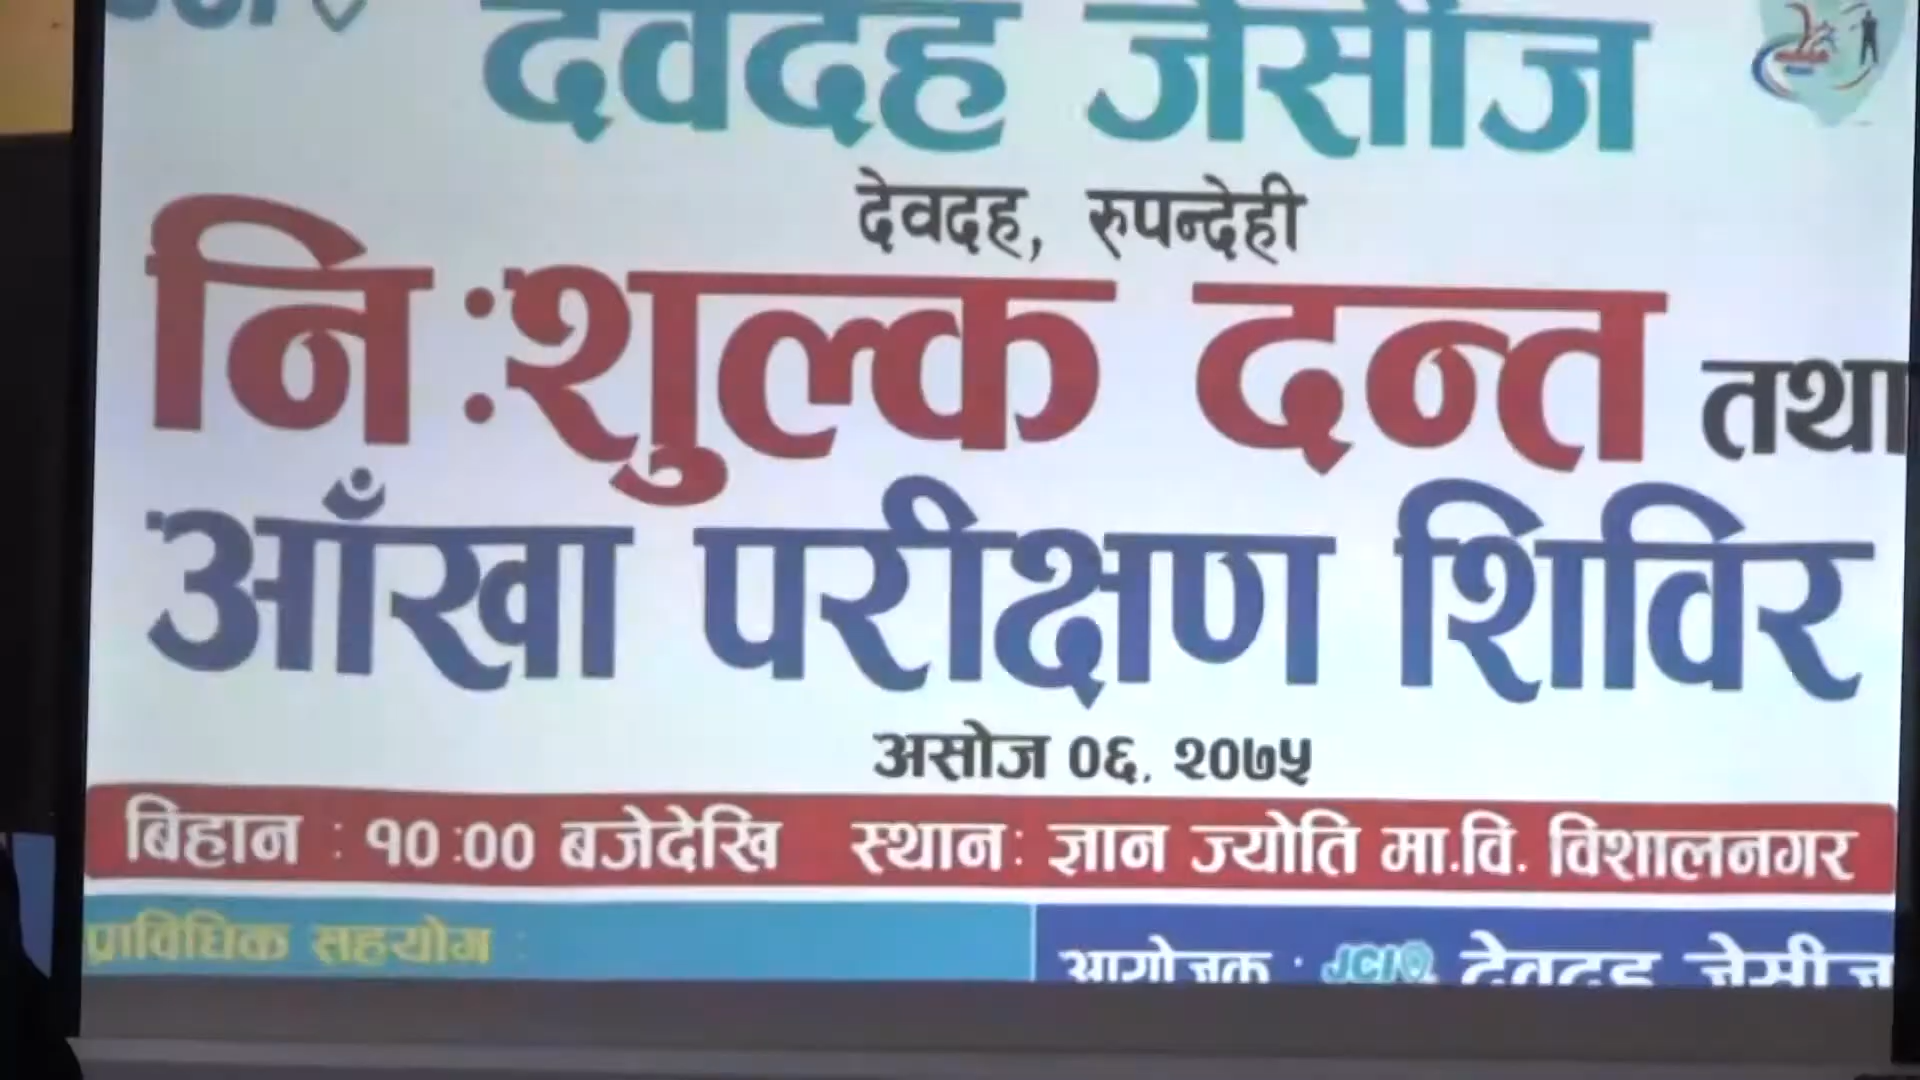 देवदह जेसीज
देवदह, रुपन्देही
नि:शुल्क दन्त तथा
आँखा परीक्षण शिविर
असोज ०६, २०७५
बिहान : १०:०० बजेदेखि स्थान: ज्ञान ज्योति मा.वि. विशालनगर
प्राविधिक सहयोग :
आयोजक : JCI देवदह जेसीज